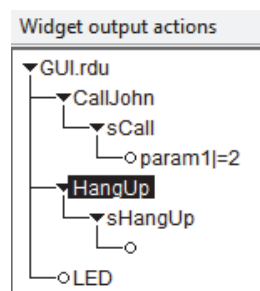 Widget output actions
GUI.rdu
CallJohn
sCall
param1|=2
HangUp
sHangUp
LED